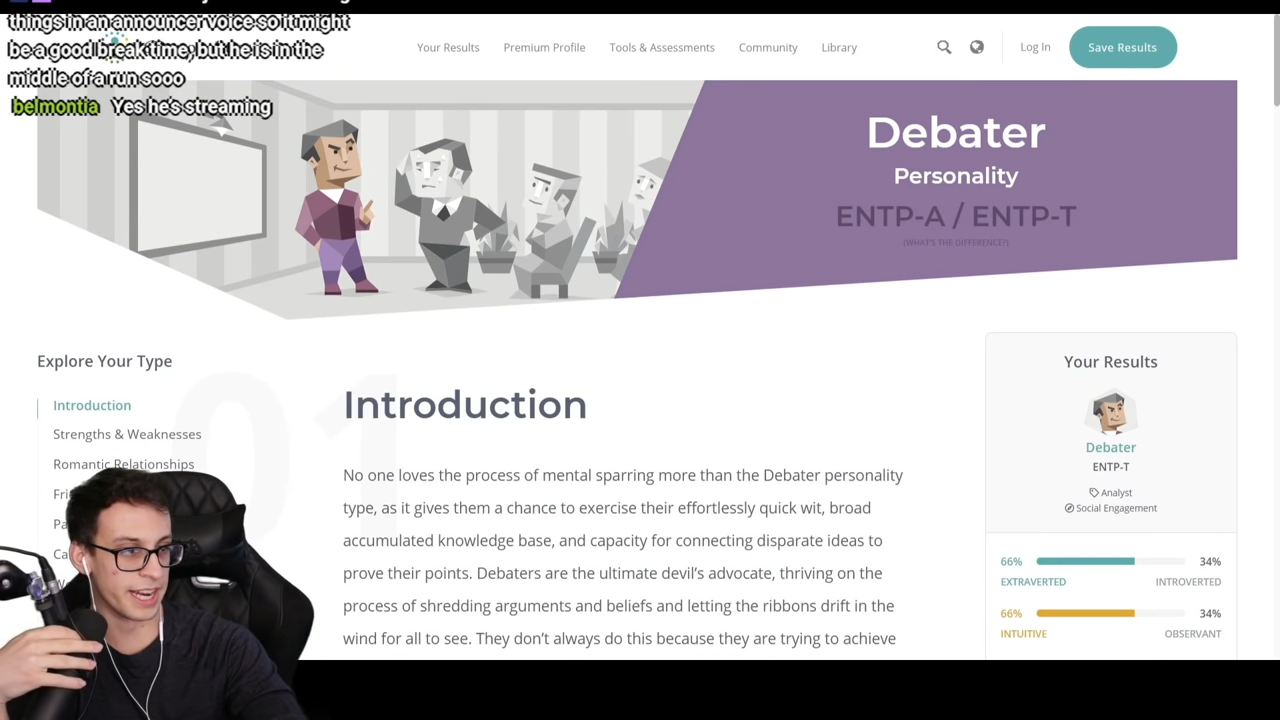 things in an announcer voice so it might
be a good break time, but he is in the
middle of a run sooo
belmontia Yes he's streaming
Your Results
Premium Profile
Tools & Assessments
Community
Library
Log In
Save Results
Debater
Personality
ENTP-A / ENTP-T
(WHAT'S THE DIFFERENCE?)
Explore Your Type
Introduction
Strengths & Weaknesses
Romantic Relationships
01
Introduction
No one loves the process of mental sparring more than the Debater personality
type, as it gives them a chance to exercise their effortlessly quick wit, broad
accumulated knowledge base, and capacity for connecting disparate ideas to
prove their points. Debaters are the ultimate devil's advocate, thriving on the
process of shredding arguments and beliefs and letting the ribbons drift in the
wind for all to see. They don't always do this because they are trying to achieve
Your Results
Debater
ENTP-T
Analyst
Social Engagement
66% 34%
EXTRAVERTED INTROVERTED
66% 34%
INTUITIVE OBSERVANT